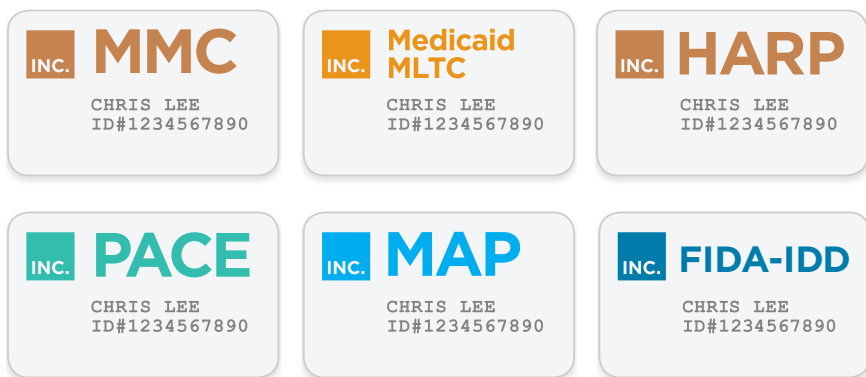 INC. MMC
CHRIS LEE
ID#1234567890
INC. Medicaid
MLTC
CHRIS LEE
ID#1234567890
INC. HARP
CHRIS LEE
ID#1234567890
INC. PACE
CHRIS LEE
ID#1234567890
INC. MAP
CHRIS LEE
ID#1234567890
INC. FIDA-IDD
CHRIS LEE
ID#1234567890